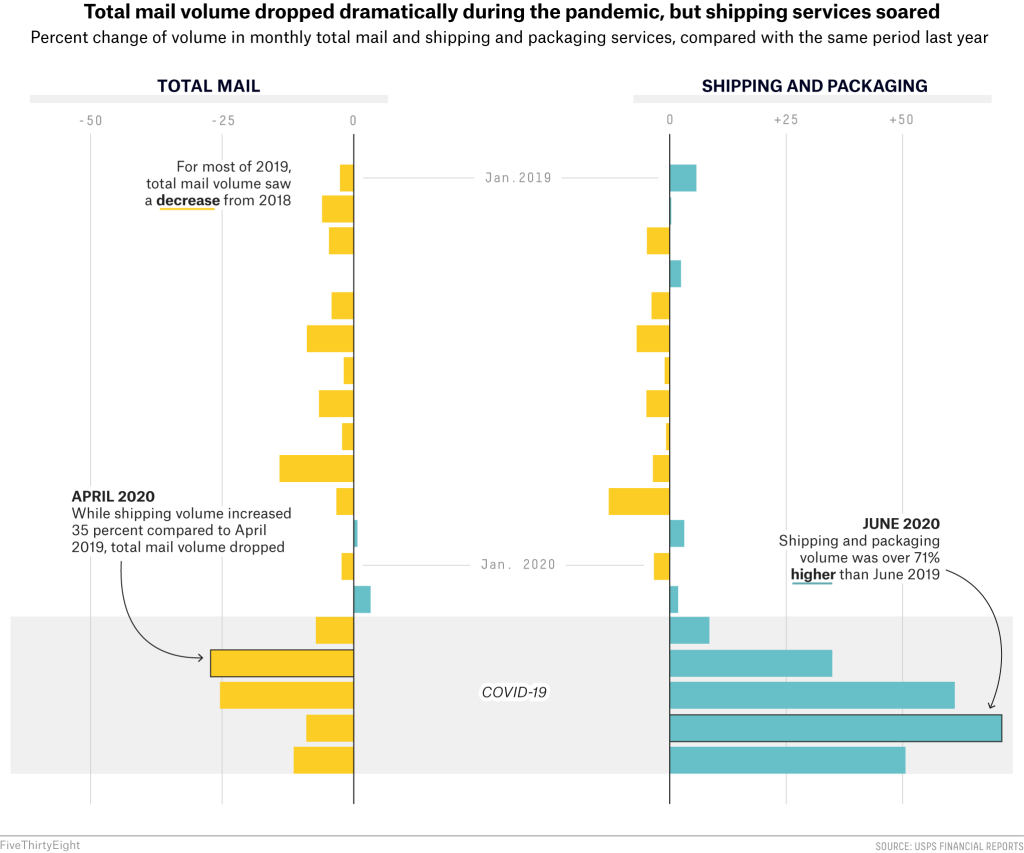 Total mail volume dropped dramatically during the pandemic, but shipping services soared
Percent change of volume in monthly total mail and shipping and packaging services, compared with the same period last year
TOTAL MAIL
SHIPPING AND PACKAGING
-50
-25
0
0
+25
+50
For most of 2019,
total mail volume saw
a decrease from 2018
Jan.2019
APRIL 2020
While shipping volume increased
35 percent compared to April
2019, total mail volume dropped
JUNE 2020
Shipping and packaging
volume was over 71%
higher than June 2019
Jan. 2020
COVID-19
FiveThirtyEight
SOURCE: USPS FINANCIAL REPORTS